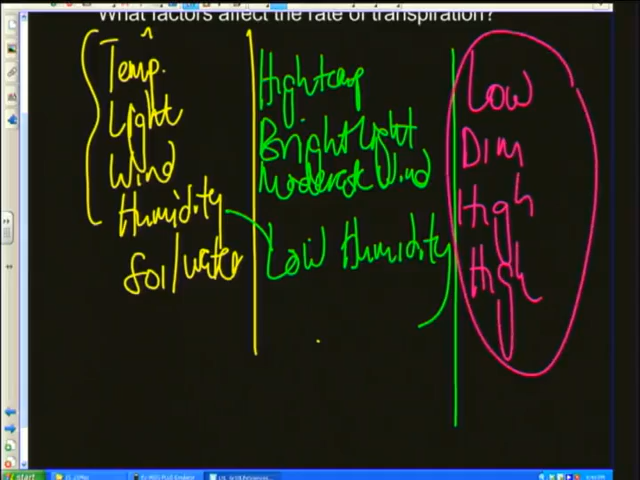 What factors affect the rate of transpiration?
Temp.
Light
Wind
Humidity
Soil/water
High temp
Bright light
Moderate Wind
Low Humidity
Low
Dim
High
High
start